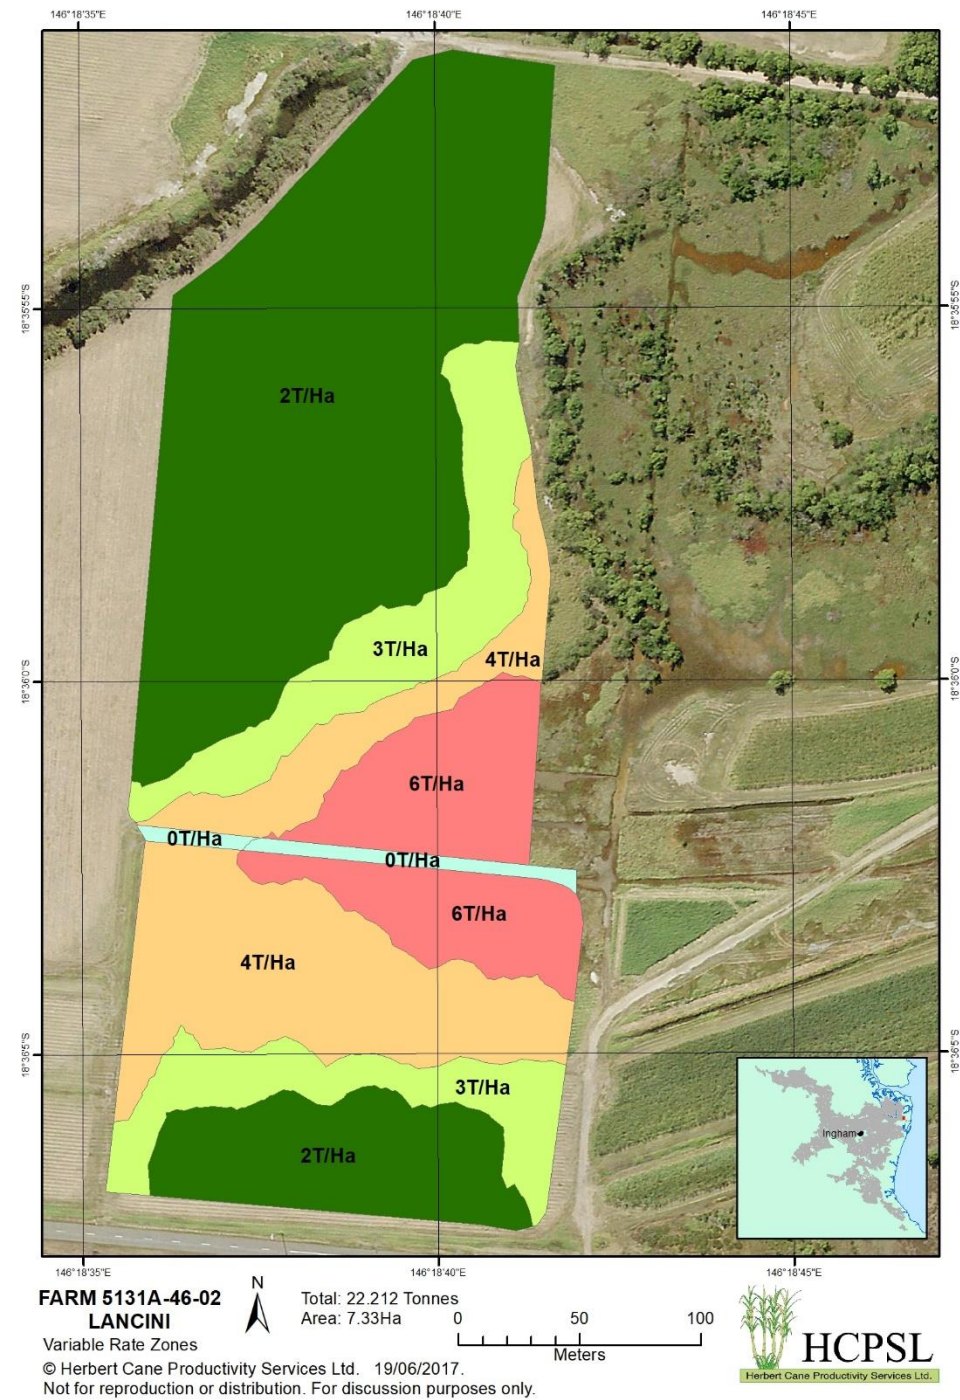 146°18'35"E
146°18'40"E
146°18'45"E
18°35'55"S
18°35'55"S
2T/Ha
3T/Ha
4T/Ha
18°36'0"S
18°36'0"S
6T/Ha
0T/Ha
0T/Ha
6T/Ha
4T/Ha
18°36'5"S
18°36'5"S
3T/Ha
Ingham
2T/Ha
146°18'35"E
146°18'40"E
146°18'45"E
FARM 5131A-46-02
LANCINI
Variable Rate Zones
© Herbert Cane Productivity Services Ltd. 19/06/2017.
Not for reproduction or distribution. For discussion purposes only.
N
Total: 22.212 Tonnes
Area: 7.33Ha
0 50 100
Meters
HCPSL
Herbert Cane Productivity Services Ltd.